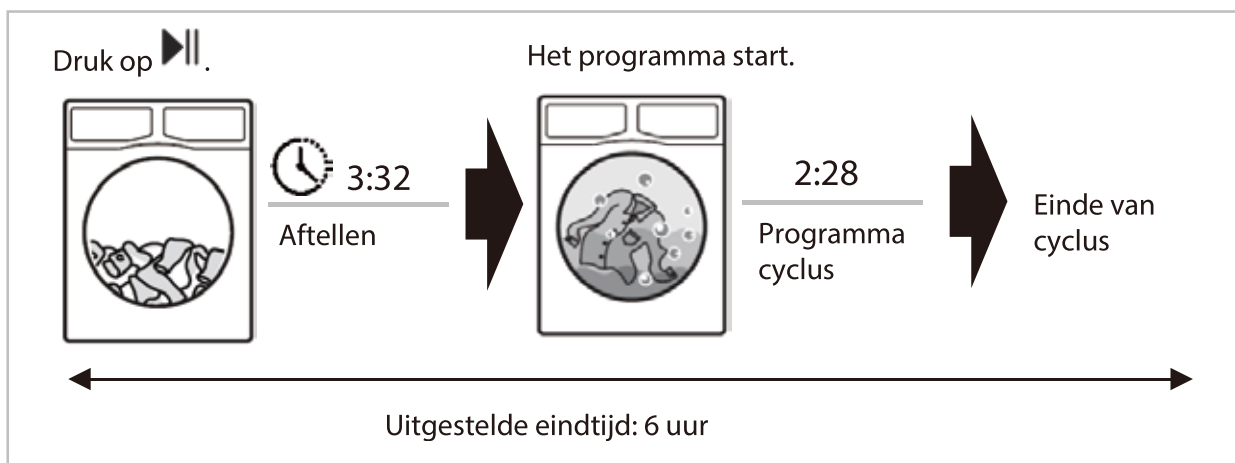 Druk op ⏯.
Het programma start.
3:32
Aftellen
2:28
Programma
cyclus
Einde van
cyclus
Uitgestelde eindtijd: 6 uur